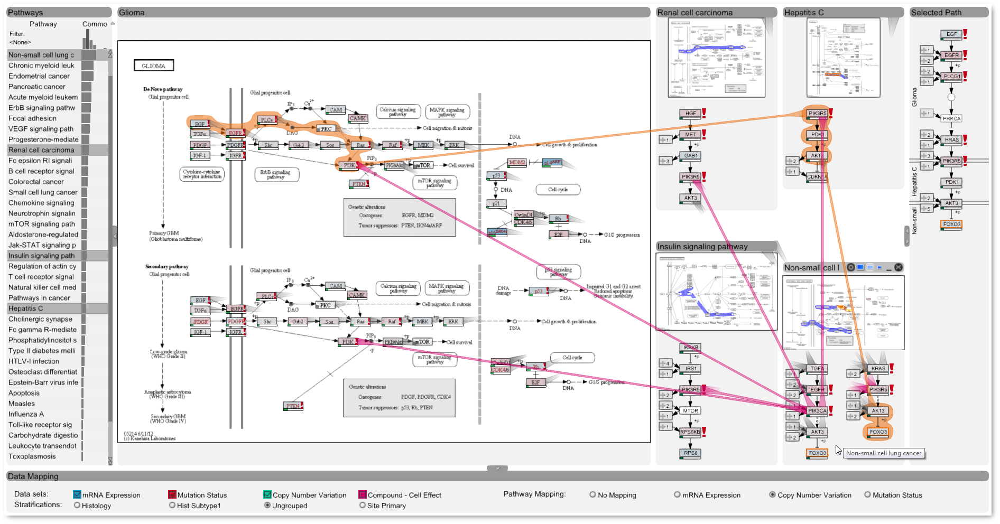 Pathways
Pathway Commo
Filter:
<None>
Non-small cell lung c
Chronic myeloid leuk
Endometrial cancer
Pancreatic cancer
Acute myeloid leukem
ErbB signaling pathw
Focal adhesion
VEGF signaling path
Progesterone-mediate
Renal cell carcinoma
Fc epsilon RI signali
B cell receptor signal
Colorectal cancer
Small cell lung cancer
Chemokine signaling
Neurotrophin signalin
mTOR signaling path
Aldosterone-regulated
Jak-STAT signaling p
Insulin signaling path
Regulation of actin cy
T cell receptor signal
Natural killer cell med
Pathways in cancer
Hepatitis C
Cholinergic synapse
Fc gamma R-mediate
Phosphatidylinositol s
Type II diabetes melli
HTLV-I infection
Osteoclast differentiat
Epstein-Barr virus infe
Apoptosis
Measles
Influenza A
Toll-like receptor sig
Carbohydrate digestio
Leukocyte transendot
Toxoplasmosis
Glioma
GLIOMA
De Novo pathway
Glial progenitor cell
Glial progenitor cell
IP3 Ca2+
CAM
CAMK
Calcium signaling
pathway
MAPK signaling
pathway
EGF
TGFα
EGFR
PLCγ
+p
DAG
PKC
Cell migration & mitosis
PDGF
PDGFR
+p
Shc
Grb2
Sos
Ras
Raf
+p
MEK
+p
ERK
DNA
Cell growth & proliferation
IGF-1
IGFR
PI3K
PIP3
-p
+p
PKB/Akt
mTOR
Cell survival
PTEN
Cytokine-cytokine
receptor interaction
ErbB signaling
pathway
mTOR signaling
pathway
MDM2
p14ARF
p53
DNA
Cell cycle
p21
CyclinD1
CDK4/6
+p
Rb
p16INK4a
E2F
DNA
G1/S progression
Genetic alterations
Oncogenes: EGFR, MDM2
Tumor suppressors: PTEN, IKN4a/ARF
Primary GBM
(Glioblastoma multiforms)
Secondary pathway
Glial progenitor cell
Glial progenitor cell
IP3 Ca2+
CAM
CAMK
Calcium signaling
pathway
MAPK signaling
pathway
p53 signaling
pathway
EGF
TGFα
EGFR
PLCγ
+p
DAG
PKC
Cell migration & mitosis
DNA
damage
p53
DNA
Impaired G1 and G2 arrest
Reduced apoptosis
Genomic instability
PDGF
PDGFR
+p
Shc
Grb2
Sos
Ras
Raf
+p
MEK
+p
ERK
DNA
Cell growth & proliferation
IGF-1
IGFR
PI3K
PIP3
-p
+p
PKB/Akt
mTOR
Cell survival
mTOR signaling
pathway
CyclinD1
CDK4/6
+p
Rb
Cell cycle
E2F
DNA
G1/S progression
PTEN
Genetic alterations
Oncogenes: PDGF, PDGFR, CDK4
Tumor suppressors: p53, Rb, PTEN
Low-grade glioma
(WHO Grade II)
Anaplastic astrocytoma
(WHO Grade III)
Secondary GBM
(WHO Grade IV)
05214 6/11/12
(c) Kanehisa Laboratories
Renal cell carcinoma
HGF
MET
+1
+p
GAB1
+3
PIK3R5
AKT3
Insulin signaling pathway
IKBKB
+p
+4
IRS1
+1
PIK3R5
+2
+2
MTOR
+1
+p
+1
RPS6KB
RPS6
Hepatitis C
PIK3R5
PDK1
+p
AKT3
+2
+1
CDKN1A
Non-small cell l
TGFA
+1
+2
EGFR
+2
+1
PIK3CA
+1
e
+1
AKT3
+2
+p
FOXO3
KRAS
+2
+p
PIK3R5
+1
e
+1
AKT3
+2
+p
FOXO3
Non-small cell lung cancer
Selected Path
Glioma
Hepatitis C
Non-small
EGF
+1
EGFR
+2
+p
+2
PLCG1
+1
+1
PRKCA
+2
HRAS
+2
+3
PIK3R5
+1
PDK1
+p
+2
AKT3
+5
+p
FOXO3
Data Mapping
Data sets: mRNA Expression Mutation Status Copy Number Variation Compound - Cell Effect
Stratifications: Histology Hist Subtype1 Ungrouped Site Primary
Pathway Mapping: No Mapping mRNA Expression Copy Number Variation Mutation Status